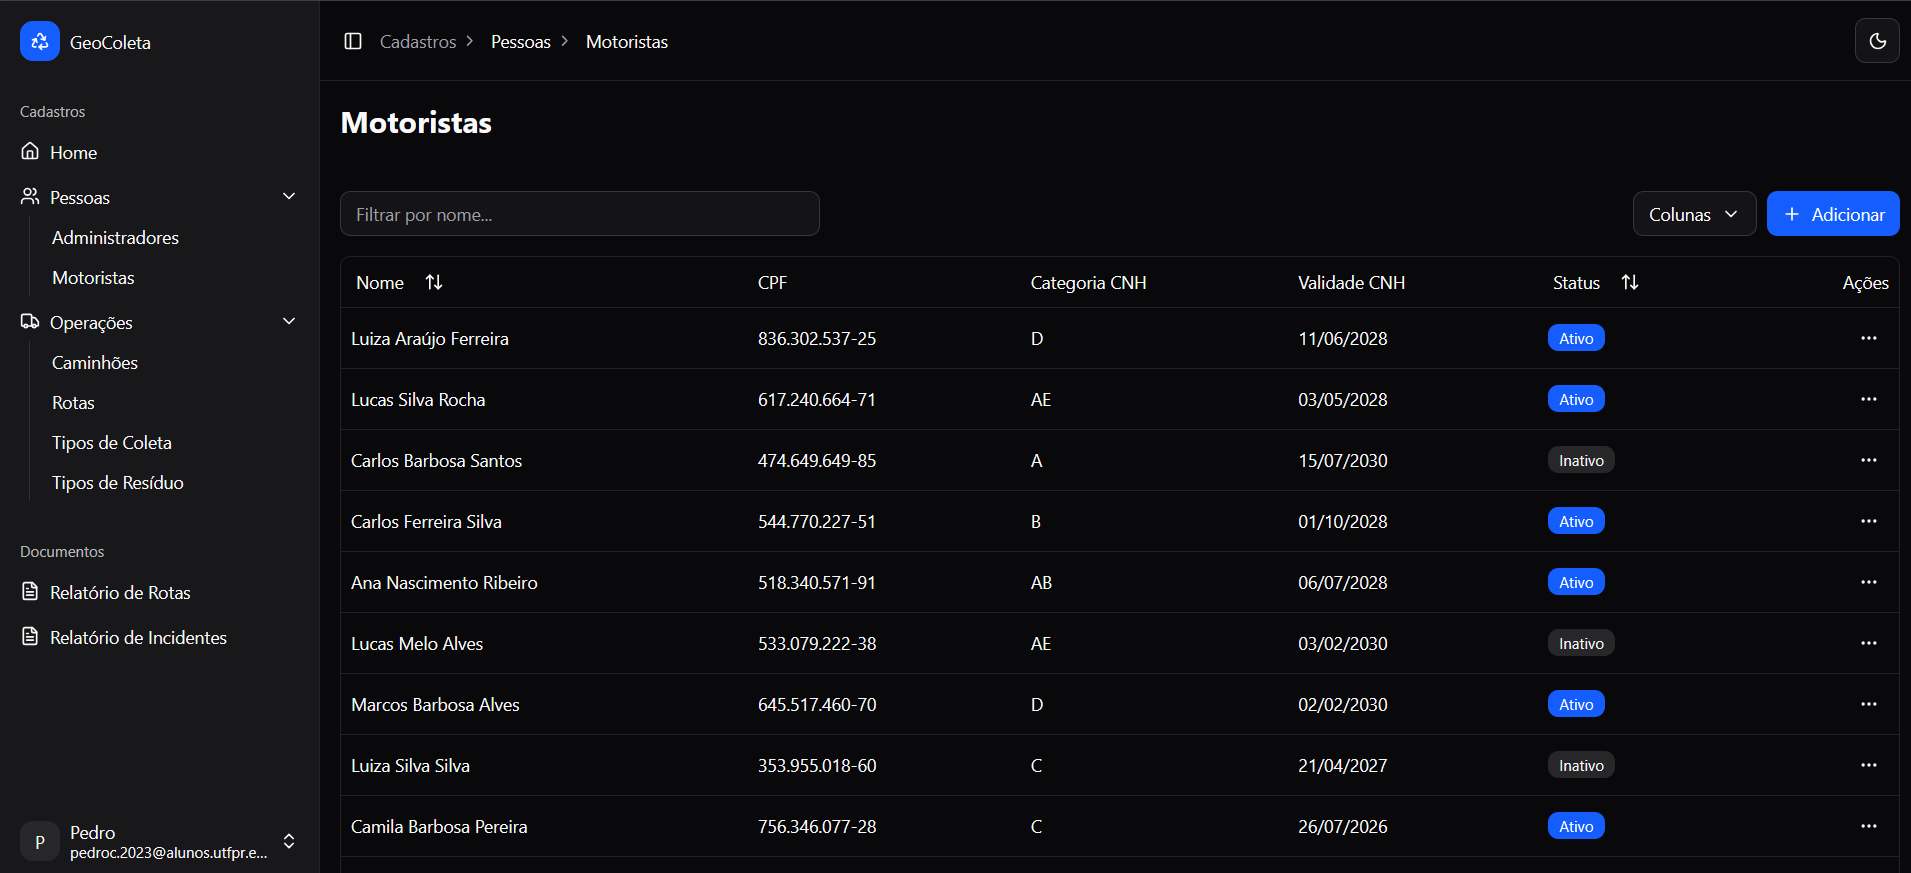 GeoColeta
Cadastros
Home
Pessoas
Administradores
Motoristas
Operações
Caminhões
Rotas
Tipos de Coleta
Tipos de Resíduo
Documentos
Relatório de Rotas
Relatório de Incidentes
P
Pedro
pedroc.2023@alunos.utfpr.e...
Cadastros > Pessoas > Motoristas
Motoristas
Filtrar por nome...
Colunas
+ Adicionar
Nome CPF Categoria CNH Validade CNH Status Ações
Luiza Araújo Ferreira 836.302.537-25 D 11/06/2028 Ativo ...
Lucas Silva Rocha 617.240.664-71 AE 03/05/2028 Ativo ...
Carlos Barbosa Santos 474.649.649-85 A 15/07/2030 Inativo ...
Carlos Ferreira Silva 544.770.227-51 B 01/10/2028 Ativo ...
Ana Nascimento Ribeiro 518.340.571-91 AB 06/07/2028 Ativo ...
Lucas Melo Alves 533.079.222-38 AE 03/02/2030 Inativo ...
Marcos Barbosa Alves 645.517.460-70 D 02/02/2030 Ativo ...
Luiza Silva Silva 353.955.018-60 C 21/04/2027 Inativo ...
Camila Barbosa Pereira 756.346.077-28 C 26/07/2026 Ativo ...